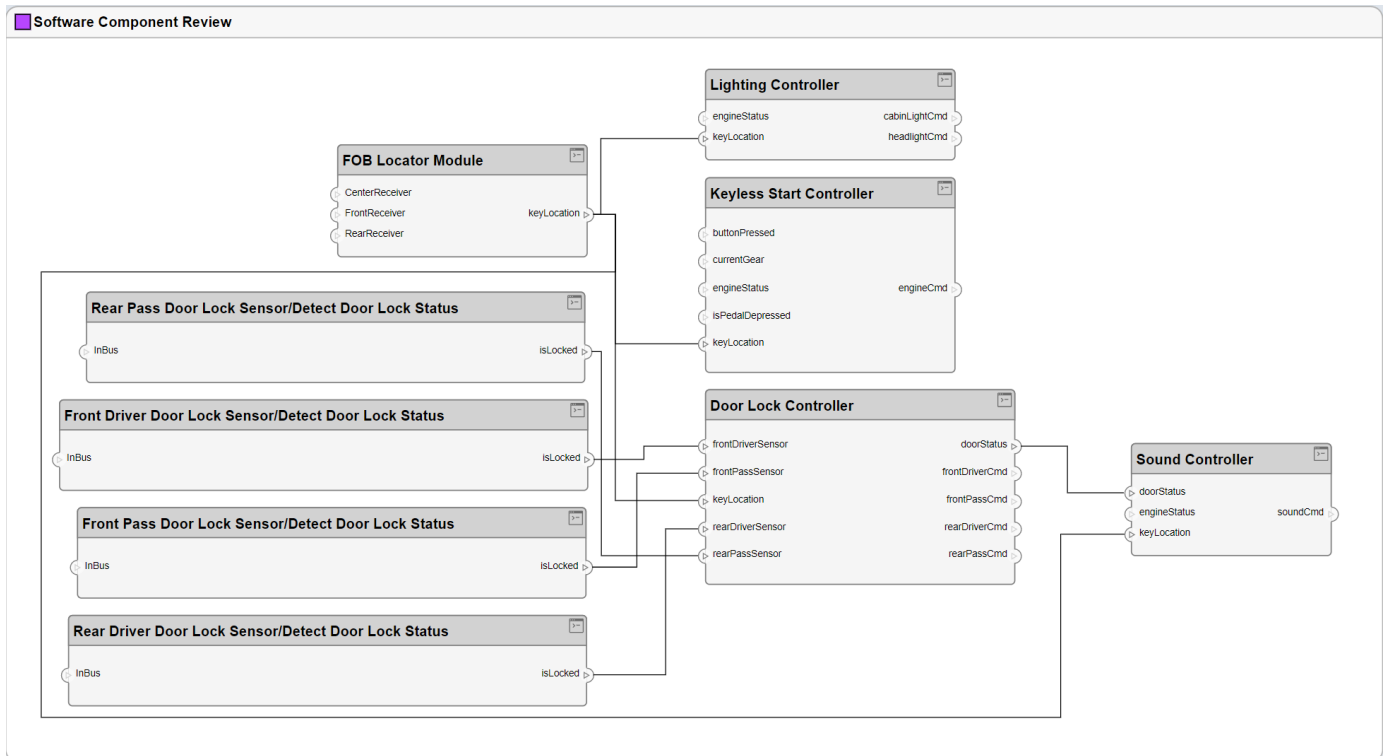 Software Component Review
Lighting Controller
engineStatus
cabinLightCmd
keyLocation
headlightCmd
FOB Locator Module
CenterReceiver
FrontReceiver
keyLocation
RearReceiver
Keyless Start Controller
buttonPressed
currentGear
engineStatus
engineCmd
isPedalDepressed
keyLocation
Rear Pass Door Lock Sensor/Detect Door Lock Status
InBus
isLocked
Front Driver Door Lock Sensor/Detect Door Lock Status
InBus
isLocked
Front Pass Door Lock Sensor/Detect Door Lock Status
InBus
isLocked
Rear Driver Door Lock Sensor/Detect Door Lock Status
InBus
isLocked
Door Lock Controller
frontDriverSensor
doorStatus
frontPassSensor
frontDriverCmd
keyLocation
frontPassCmd
rearDriverSensor
rearDriverCmd
rearPassSensor
rearPassCmd
Sound Controller
doorStatus
engineStatus
soundCmd
keyLocation